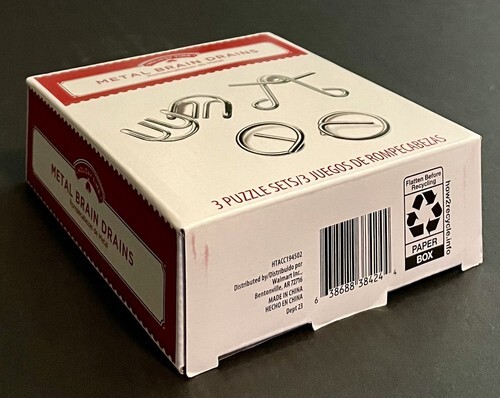 METAL BRAIN DRAINS
3 PUZZLE SETS/3 JUEGOS DE ROMPECABEZAS
METAL BRAIN DRAINS
HTACC194502
Distributed by/Distribuido por
Walmart Inc.,
Bentonville, AR 72716
MADE IN CHINA
HECHO EN CHINA
Dept 23
6 38688 38424 4
Flatten Before
Recycling
PAPER
BOX
how2recycle.info